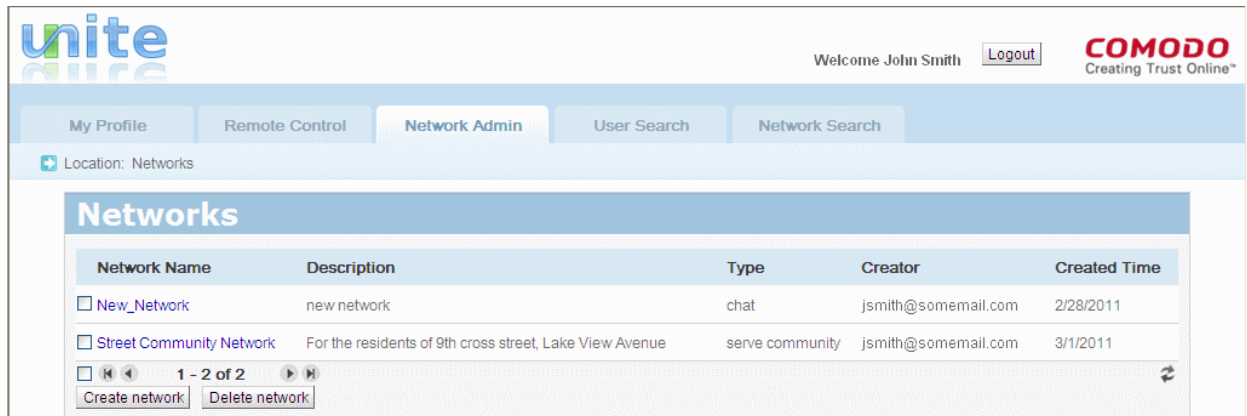 unite
Welcome John Smith Logout
COMODO
Creating Trust Online™
My Profile Remote Control Network Admin User Search Network Search
Location: Networks
Networks
Network Name Description Type Creator Created Time
New_Network new network chat jsmith@somemail.com 2/28/2011
Street Community Network For the residents of 9th cross street, Lake View Avenue serve community jsmith@somemail.com 3/1/2011
1 - 2 of 2
Create network Delete network